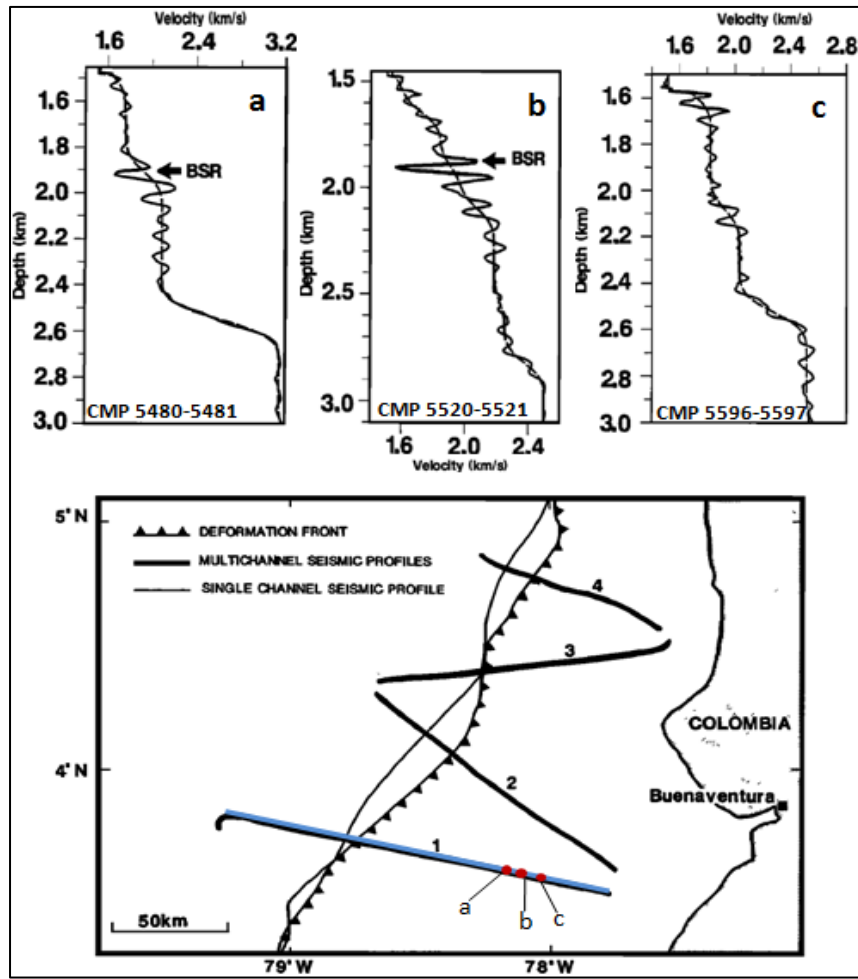 Velocity (km/s)
1.6 2.4 3.2
a
1.6
1.8
2.0
2.2
2.4
2.6
2.8
3.0
Depth (km)
BSR
CMP 5480-5481
1.5
2.0
2.5
3.0
Depth (km)
b
BSR
CMP 5520-5521
1.6 2.0 2.4
Velocity (km/s)
Velocity (km/s)
1.6 2.0 2.4 2.8
c
1.6
1.8
2.0
2.2
2.4
2.6
2.8
3.0
Depth (km)
CMP 5596-5597
5°N
DEFORMATION FRONT
MULTICHANNEL SEISMIC PROFILES
SINGLE CHANNEL SEISMIC PROFILE
4
3
COLOMBIA
4°N
2
Buenaventura
1
a b c
50km
79°W 78°W